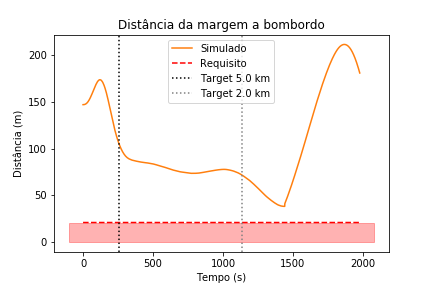 Distância da margem a bombordo
Simulado
Requisito
Target 5.0 km
Target 2.0 km
Distância (m)
200
150
100
50
0
0
500
1000
1500
2000
Tempo (s)